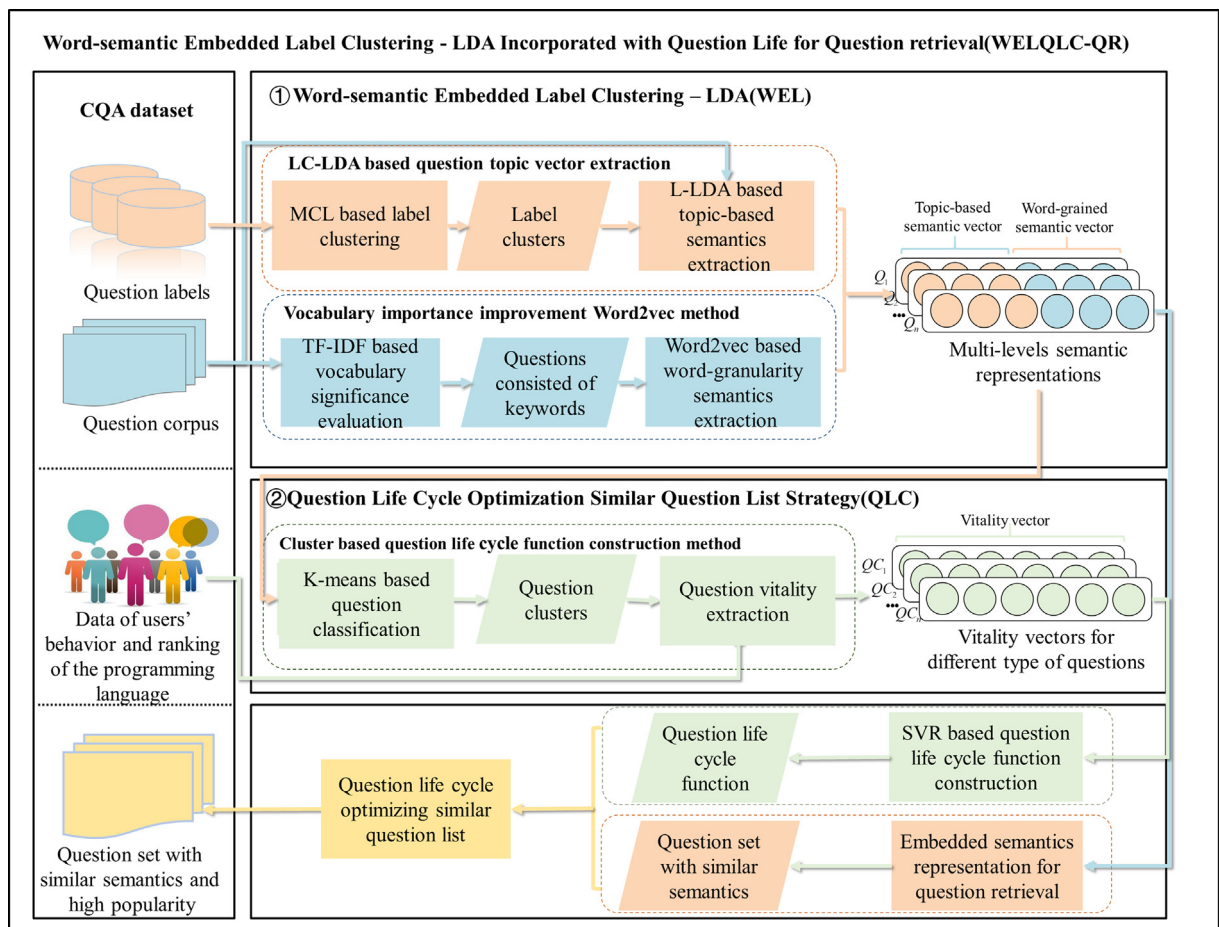 Word-semantic Embedded Label Clustering - LDA Incorporated with Question Life for Question retrieval(WELQLC-QR)
CQA dataset
Question labels
Question corpus
Data of users'
behavior and ranking
of the programming
language
Question set with
similar semantics and
high popularity
①Word-semantic Embedded Label Clustering – LDA(WEL)
LC-LDA based question topic vector extraction
MCL based label
clustering
Label
clusters
L-LDA based
topic-based
semantics
extraction
Vocabulary importance improvement Word2vec method
TF-IDF based
vocabulary
significance
evaluation
Questions
consisted of
keywords
Word2vec based
word-granularity
semantics
extraction
Topic-based
semantic vector
Word-grained
semantic vector
Q1
Q2
•••
Qn
Multi-levels semantic
representations
②Question Life Cycle Optimization Similar Question List Strategy(QLC)
Cluster based question life cycle function construction method
K-means based
question
classification
Question
clusters
Question vitality
extraction
Vitality vector
QC1
QC2
•••
QCn
Vitality vectors for
different type of questions
Question life
cycle
function
SVR based question
life cycle function
construction
Question life cycle
optimizing similar
question list
Question set
with similar
semantics
Embedded semantics
representation for
question retrieval